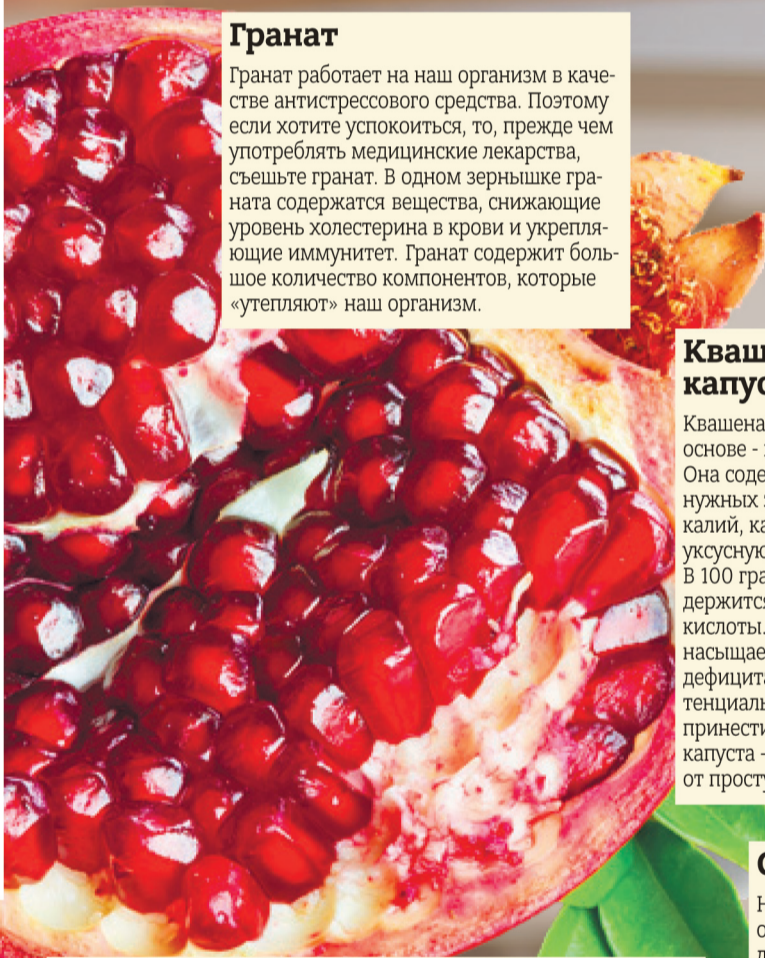 Гранат
Гранат работает на наш организм в каче-
стве антистрессового средства. Поэтому
если хотите успокоиться, то, прежде чем
употреблять медицинские лекарства,
съешьте гранат. В одном зернышке гра-
ната содержатся вещества, снижающие
уровень холестерина в крови и укрепля-
ющие иммунитет. Гранат содержит боль-
шое количество компонентов, которые
«утепляют» наш организм.
Кваш
капус
Квашена
основе -
Она соде
нужных
калий, ка
уксусную
В 100 гра
держится
кислоты.
насыщае
дефицита
тенциаль
принести
капуста -
от просту